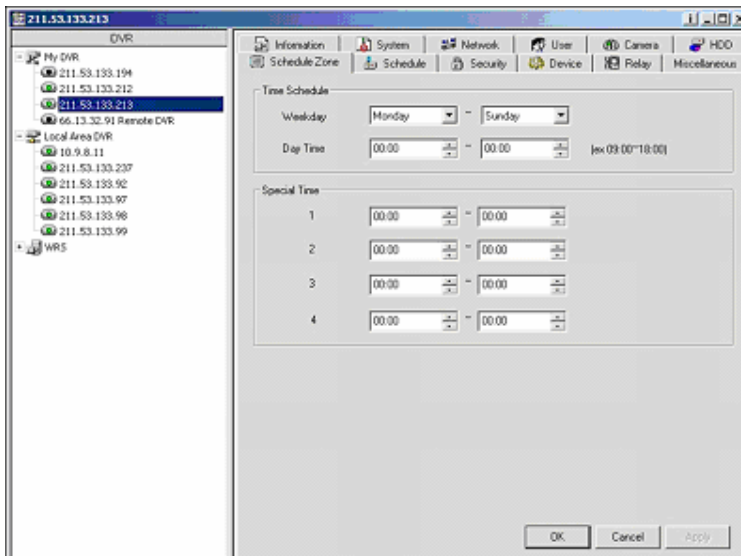 211.53.133.213
DVR
My DVR
211.53.133.194
211.53.133.212
211.53.133.213
66.13.32.91 Remote DVR
Local Area DVR
10.9.8.11
211.53.133.237
211.53.133.92
211.53.133.97
211.53.133.98
211.53.133.99
WRS
Infomation System Network User Camera HDD
Schedule Zone Schedule Security Device Relay Miscellaneous
Time Schedule
Weekday Monday ~ Sunday
Day Time 00:00 ~ 00:00 (ex 09:00~18:00)
Special Time
1 00:00 ~ 00:00
2 00:00 ~ 00:00
3 00:00 ~ 00:00
4 00:00 ~ 00:00
OK Cancel Apply